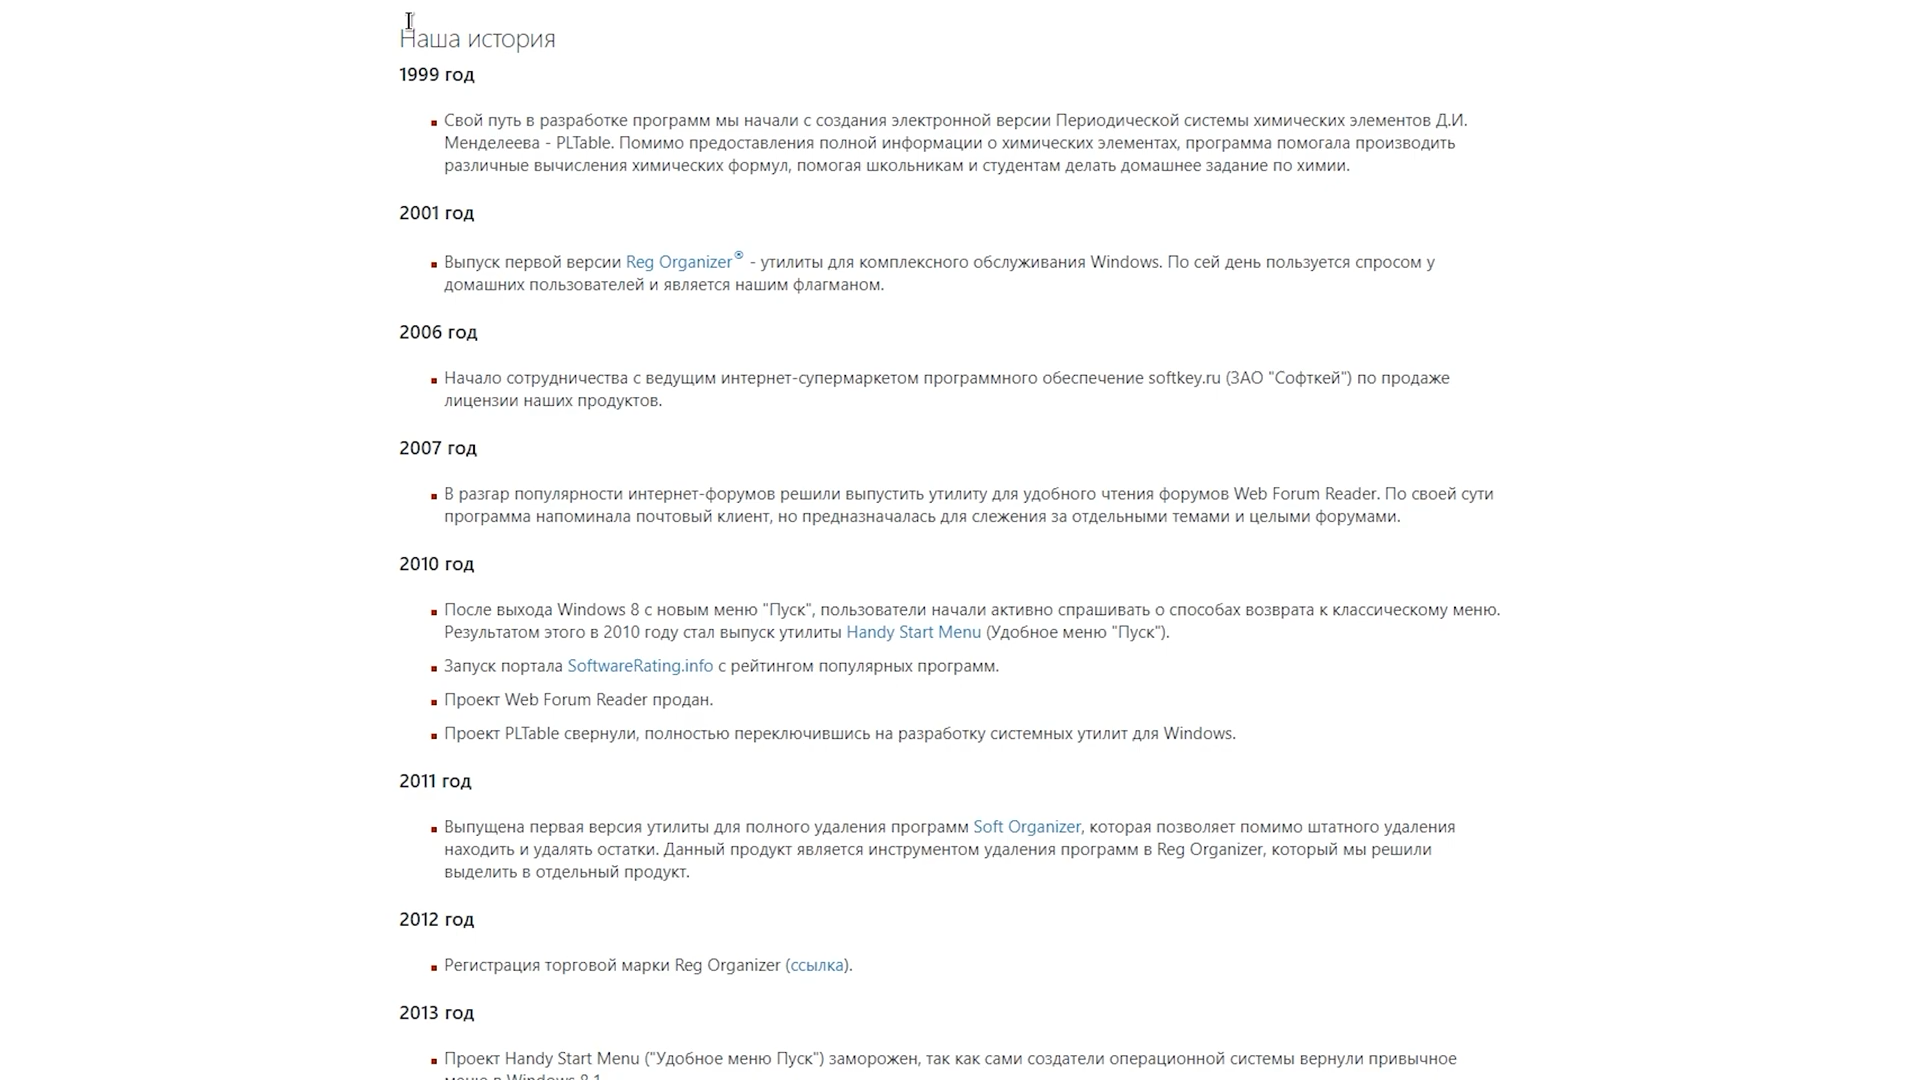 Наша история
1999 год
Свой путь в разработке программ мы начали с создания электронной версии Периодической системы химических элементов Д.И.
Менделеева - PLTable. Помимо предоставления полной информации о химических элементах, программа помогала производить
различные вычисления химических формул, помогая школьникам и студентам делать домашнее задание по химии.
2001 год
Выпуск первой версии Reg Organizer® - утилиты для комплексного обслуживания Windows. По сей день пользуется спросом у
домашних пользователей и является нашим флагманом.
2006 год
Начало сотрудничества с ведущим интернет-супермаркетом программного обеспечение softkey.ru (ЗАО "Софткей") по продаже
лицензии наших продуктов.
2007 год
В разгар популярности интернет-форумов решили выпустить утилиту для удобного чтения форумов Web Forum Reader. По своей сути
программа напоминала почтовый клиент, но предназначалась для слежения за отдельными темами и целыми форумами.
2010 год
После выхода Windows 8 с новым меню "Пуск", пользователи начали активно спрашивать о способах возврата к классическому меню.
Результатом этого в 2010 году стал выпуск утилиты Handy Start Menu (Удобное меню "Пуск").
Запуск портала SoftwareRating.info с рейтингом популярных программ.
Проект Web Forum Reader продан.
Проект PLTable свернули, полностью переключившись на разработку системных утилит для Windows.
2011 год
Выпущена первая версия утилиты для полного удаления программ Soft Organizer, которая позволяет помимо штатного удаления
находить и удалять остатки. Данный продукт является инструментом удаления программ в Reg Organizer, который мы решили
выделить в отдельный продукт.
2012 год
Регистрация торговой марки Reg Organizer (ссылка).
2013 год
Проект Handy Start Menu ("Удобное меню Пуск") заморожен, так как сами создатели операционной системы вернули привычное
меню в Windows 8.1